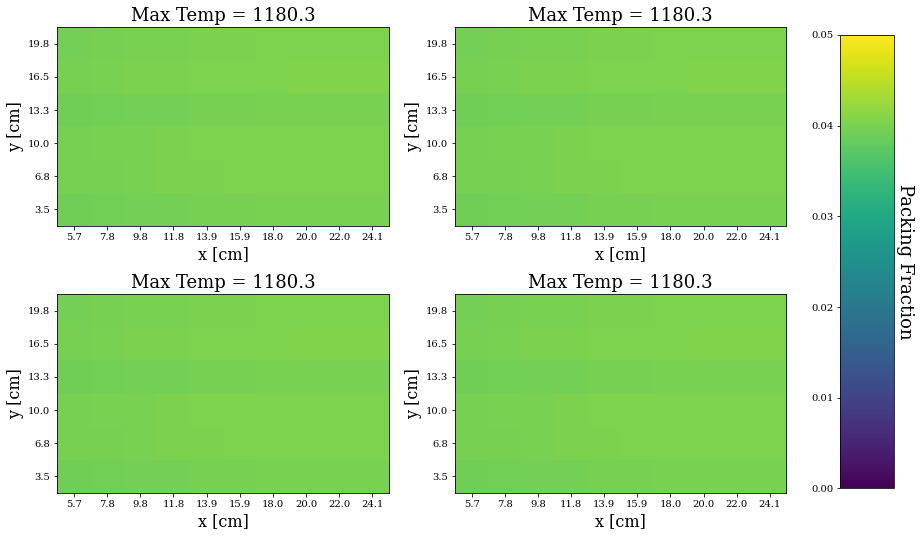 Max Temp = 1180.3
19.8
16.5
13.3
10.0
6.8
3.5
y [cm]
5.7 7.8 9.8 11.8 13.9 15.9 18.0 20.0 22.0 24.1
x [cm]
Max Temp = 1180.3
19.8
16.5
13.3
10.0
6.8
3.5
y [cm]
5.7 7.8 9.8 11.8 13.9 15.9 18.0 20.0 22.0 24.1
x [cm]
Max Temp = 1180.3
19.8
16.5
13.3
10.0
6.8
3.5
y [cm]
5.7 7.8 9.8 11.8 13.9 15.9 18.0 20.0 22.0 24.1
x [cm]
Max Temp = 1180.3
19.8
16.5
13.3
10.0
6.8
3.5
y [cm]
5.7 7.8 9.8 11.8 13.9 15.9 18.0 20.0 22.0 24.1
x [cm]
0.05
0.04
0.03
0.02
0.01
0.00
Packing Fraction